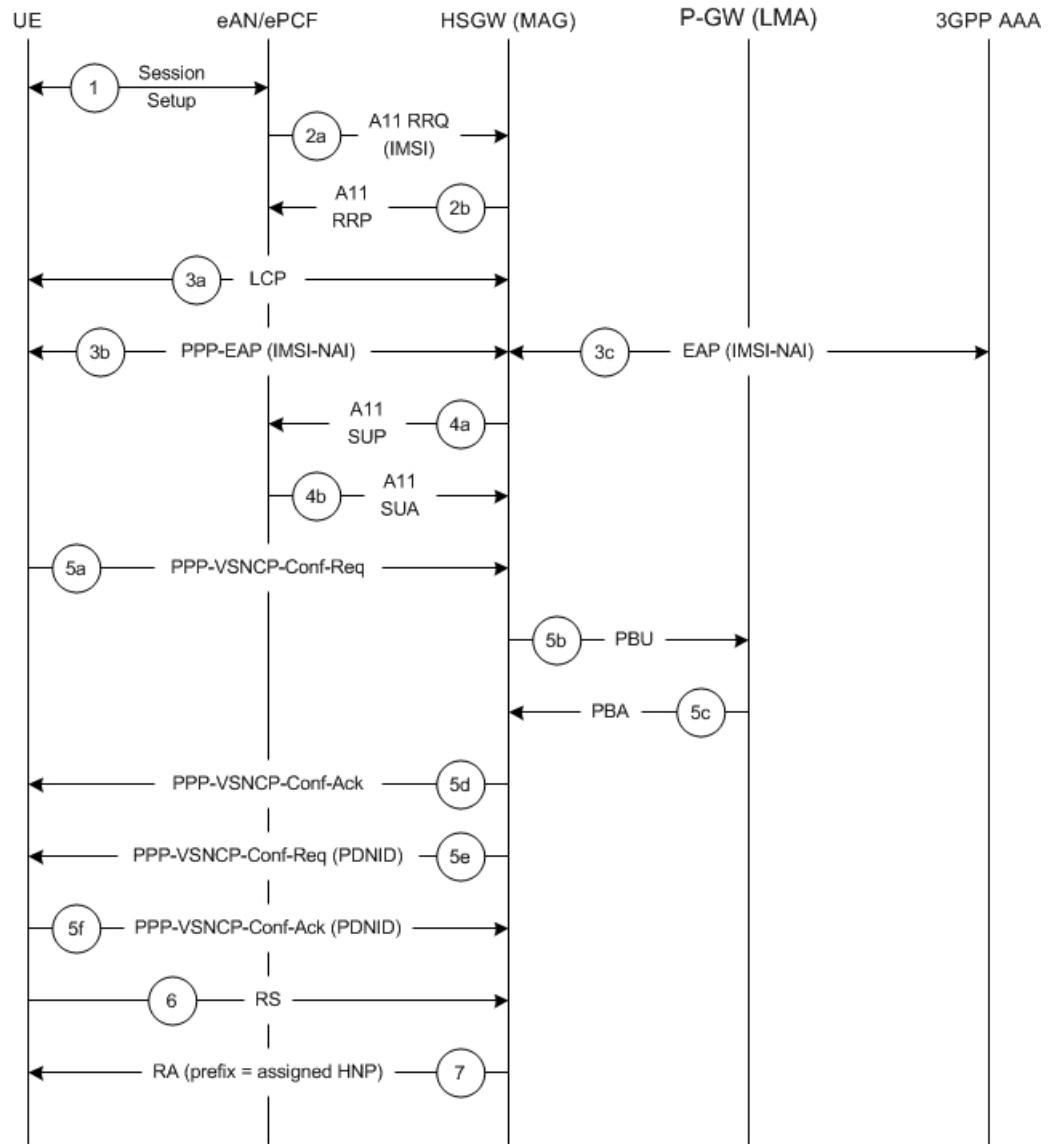 UE eAN/ePCF HSGW (MAG) P-GW (LMA) 3GPP AAA
1 Session
Setup
2a A11 RRQ
(IMSI)
A11 2b
RRP
3a LCP
3b PPP-EAP (IMSI-NAI) 3c EAP (IMSI-NAI)
A11 4a
SUP
4b A11
SUA
5a PPP-VSNCP-Conf-Req
5b PBU
PBA 5c
PPP-VSNCP-Conf-Ack 5d
PPP-VSNCP-Conf-Req (PDNID) 5e
5f PPP-VSNCP-Conf-Ack (PDNID)
6 RS
RA (prefix = assigned HNP) 7